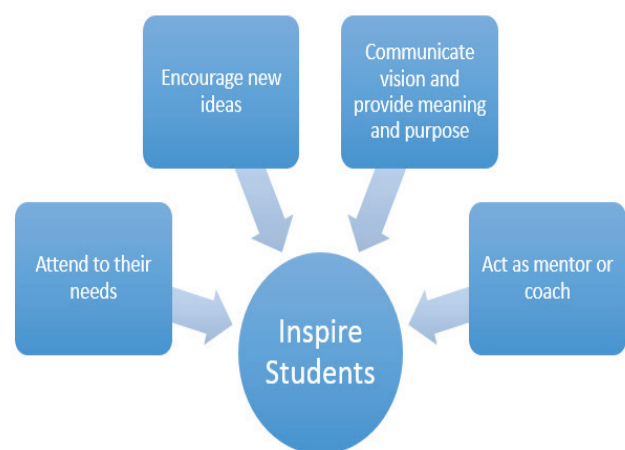 Encourage new
ideas
Communicate
vision and
provide meaning
and purpose
Attend to their
needs
Act as mentor or
coach
Inspire
Students